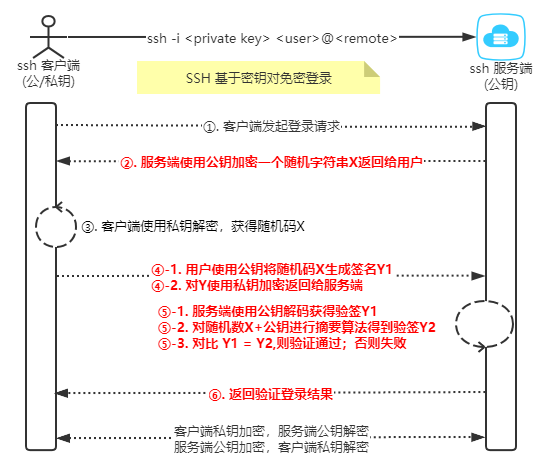 ssh -i <private key> <user>@<remote>
ssh 客户端
(公/私钥)
ssh 服务端
(公钥)
SSH 基于密钥对免密登录
①. 客户端发起登录请求
②. 服务端使用公钥加密一个随机字符串X返回给用户
③. 客户端使用私钥解密，获得随机码X
④-1. 用户使用公钥将随机码X生成签名Y1
④-2. 对Y使用私钥加密返回给服务端
⑤-1. 服务端使用公钥解码获得验签Y1
⑤-2. 对随机数X+公钥进行摘要算法得到验签Y2
⑤-3. 对比 Y1 = Y2,则验证通过；否则失败
⑥. 返回验证登录结果
客户端私钥加密，服务端公钥解密
服务端公钥加密，客户端私钥解密